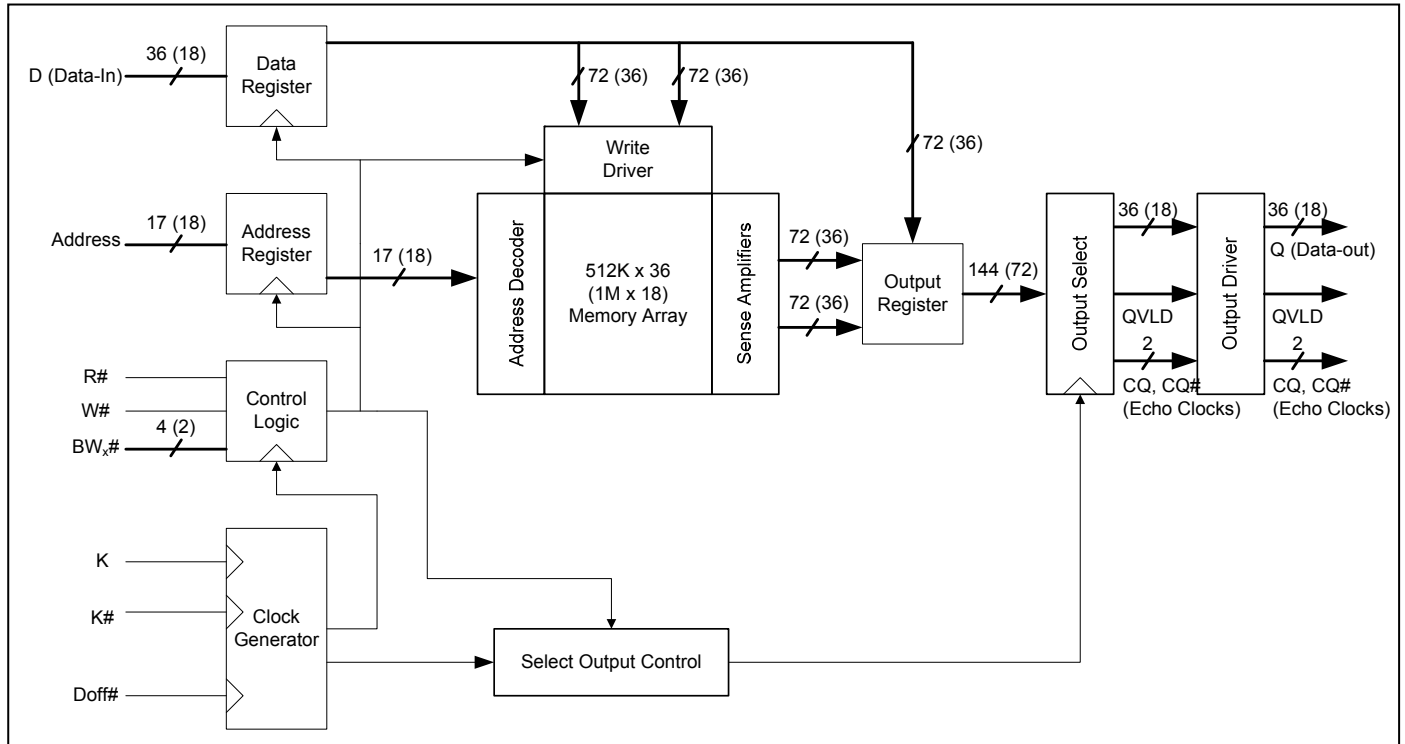 36 (18)
D (Data-In)
Data
Register
72 (36)
72 (36)
72 (36)
Write
Driver
17 (18)
Address
Address
Register
17 (18)
Address Decoder
512K x 36
(1M x 18)
Memory Array
Sense Amplifiers
72 (36)
72 (36)
Output
Register
144 (72)
Output Select
36 (18)
QVLD
2
CQ, CQ#
(Echo Clocks)
Output Driver
36 (18)
Q (Data-out)
QVLD
2
CQ, CQ#
(Echo Clocks)
R#
W#
4 (2)
BWx#
Control
Logic
K
K#
Doff#
Clock
Generator
Select Output Control